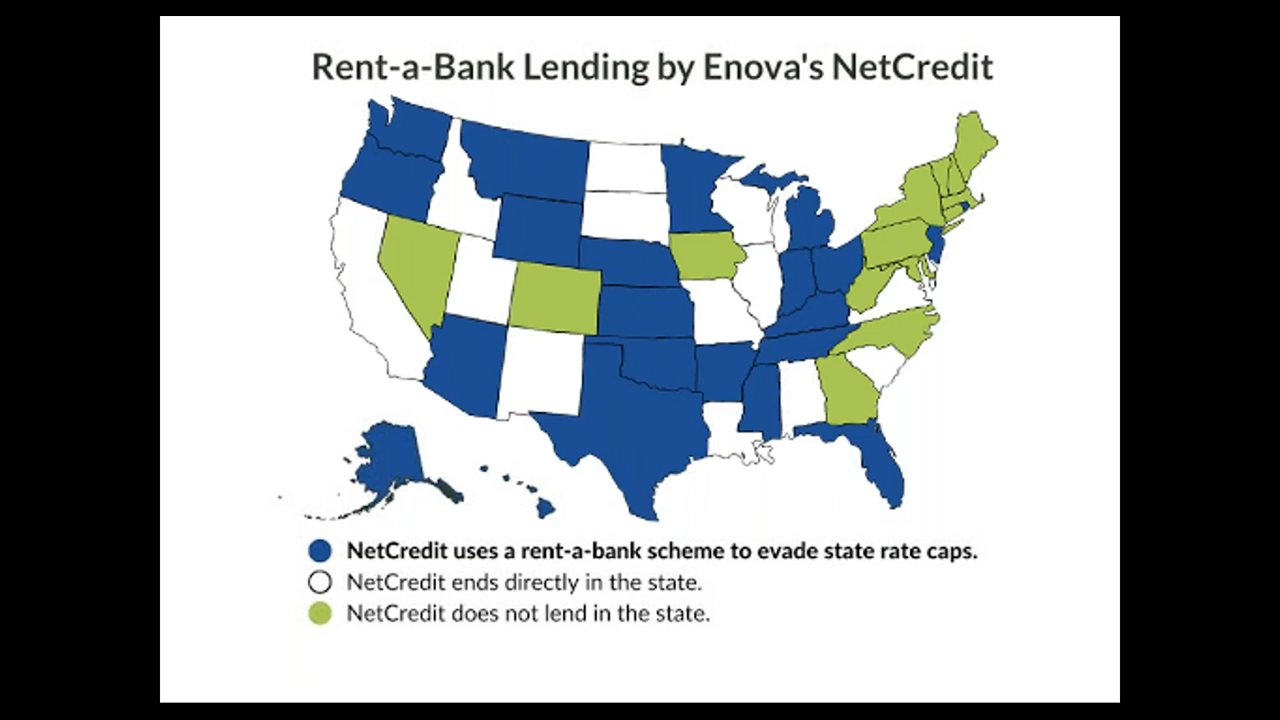 Rent-a-Bank Lending by Enova's NetCredit
NetCredit uses a rent-a-bank scheme to evade state rate caps.
NetCredit ends directly in the state.
NetCredit does not lend in the state.